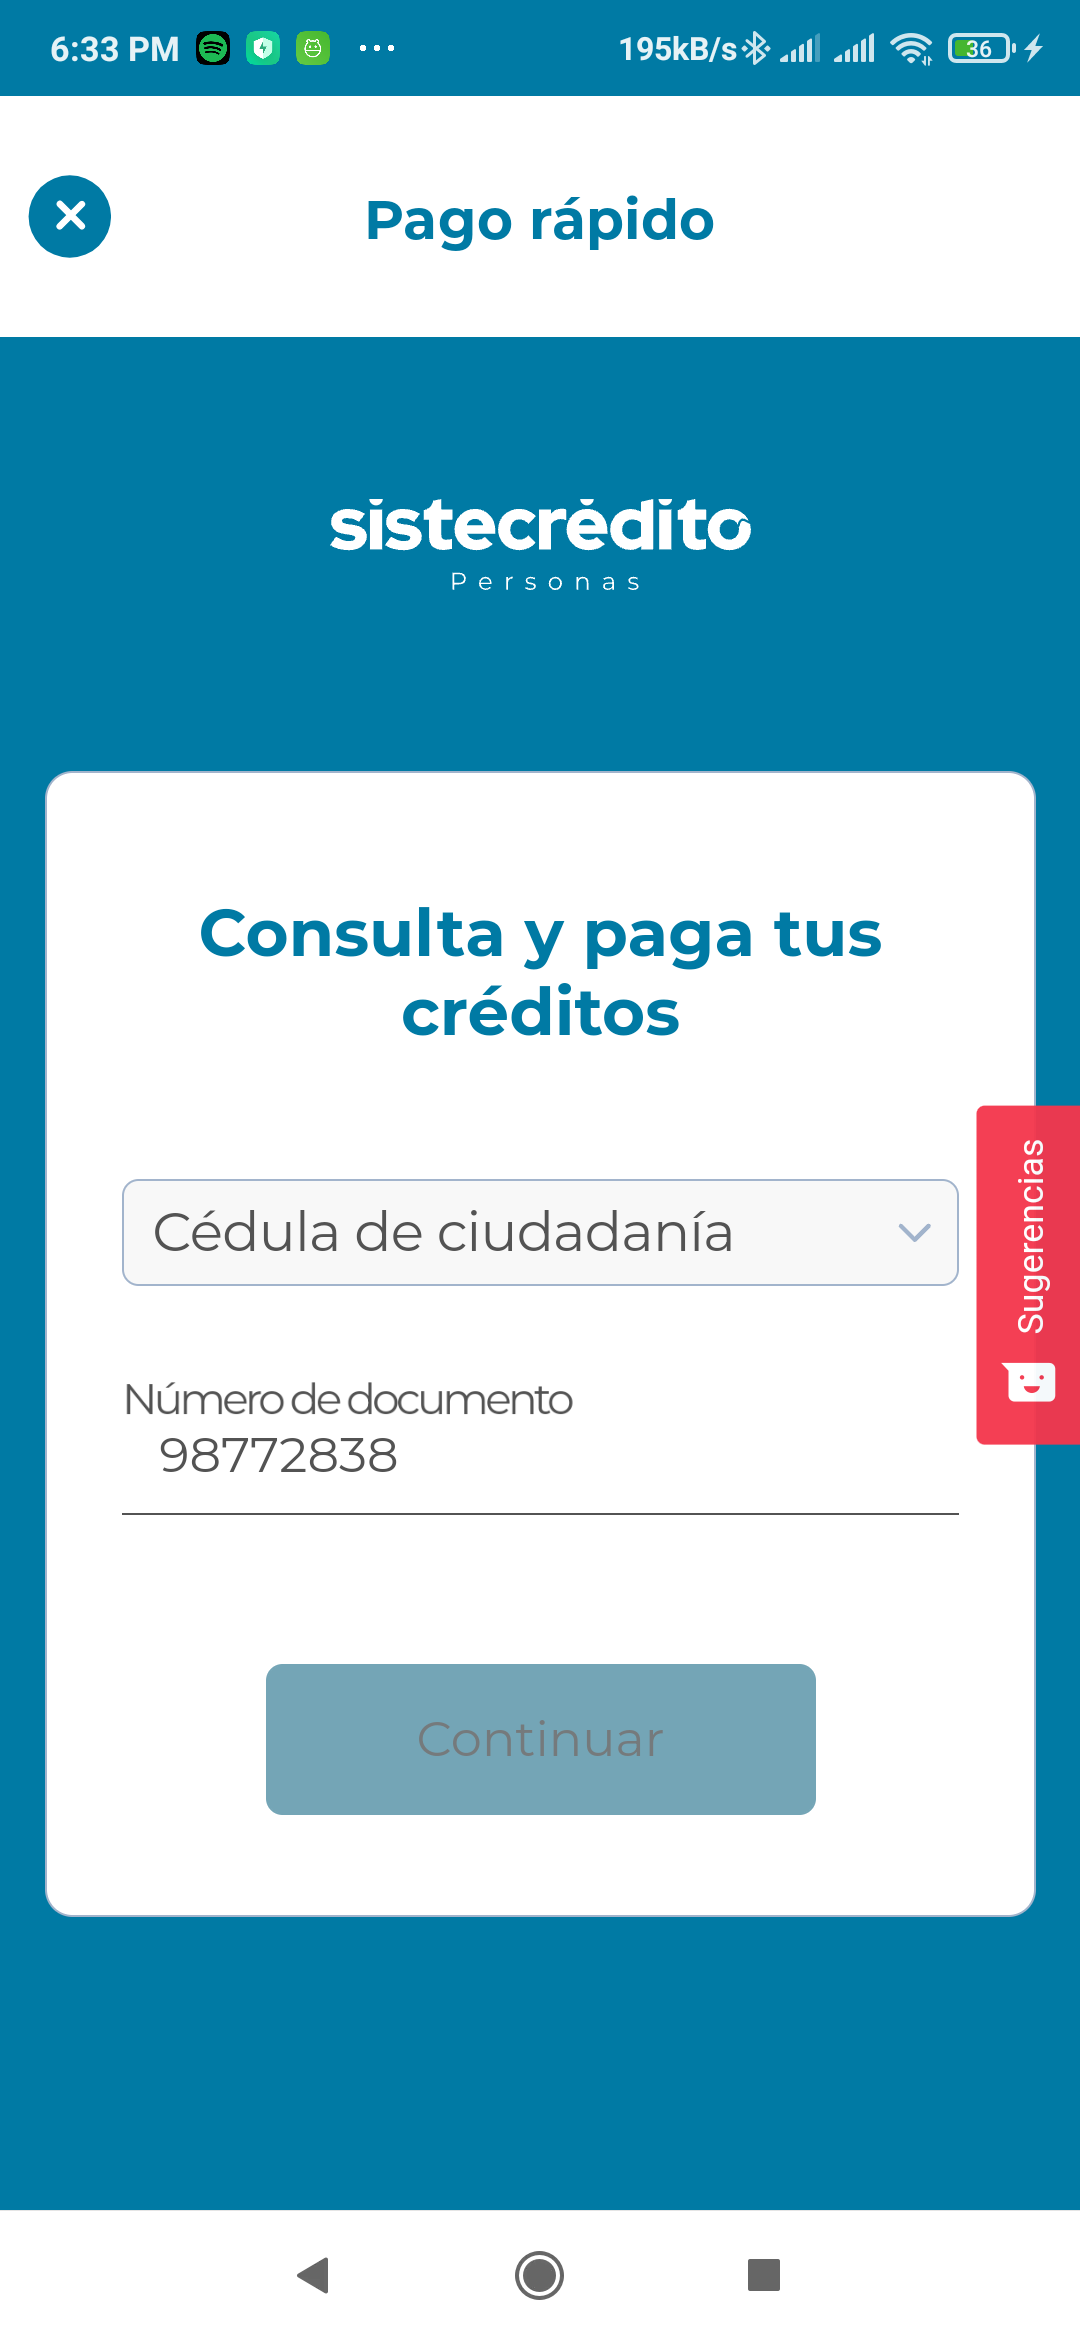 6:33 PM 195kB/s 36
Pago rápido
sistecrédito
Personas
Consulta y paga tus
créditos
Cédula de ciudadanía
Sugerencias
Número de documento
98772838
Continuar